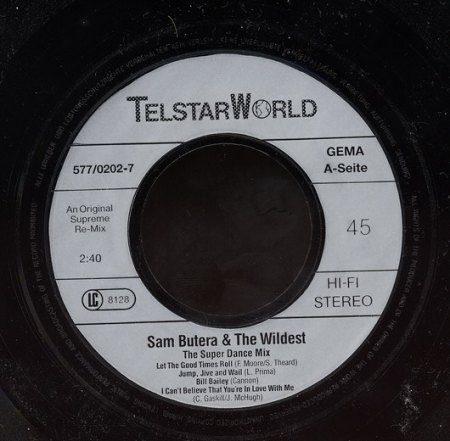 TELSTARWORLD
577/0202-7
GEMA
A-Seite
An Original
Supreme
Re-Mix
2:40
45
LC 8128
HI-FI
STEREO
Sam Butera & The Wildest
The Super Dance Mix
Let The Good Times Roll (F. Moore/S. Theard)
Jump, Jive and Wail (L. Prima)
Bill Bailey (Cannon)
I Can't Believe That You're In Love With Me
(C. Gaskill/J. McHugh)